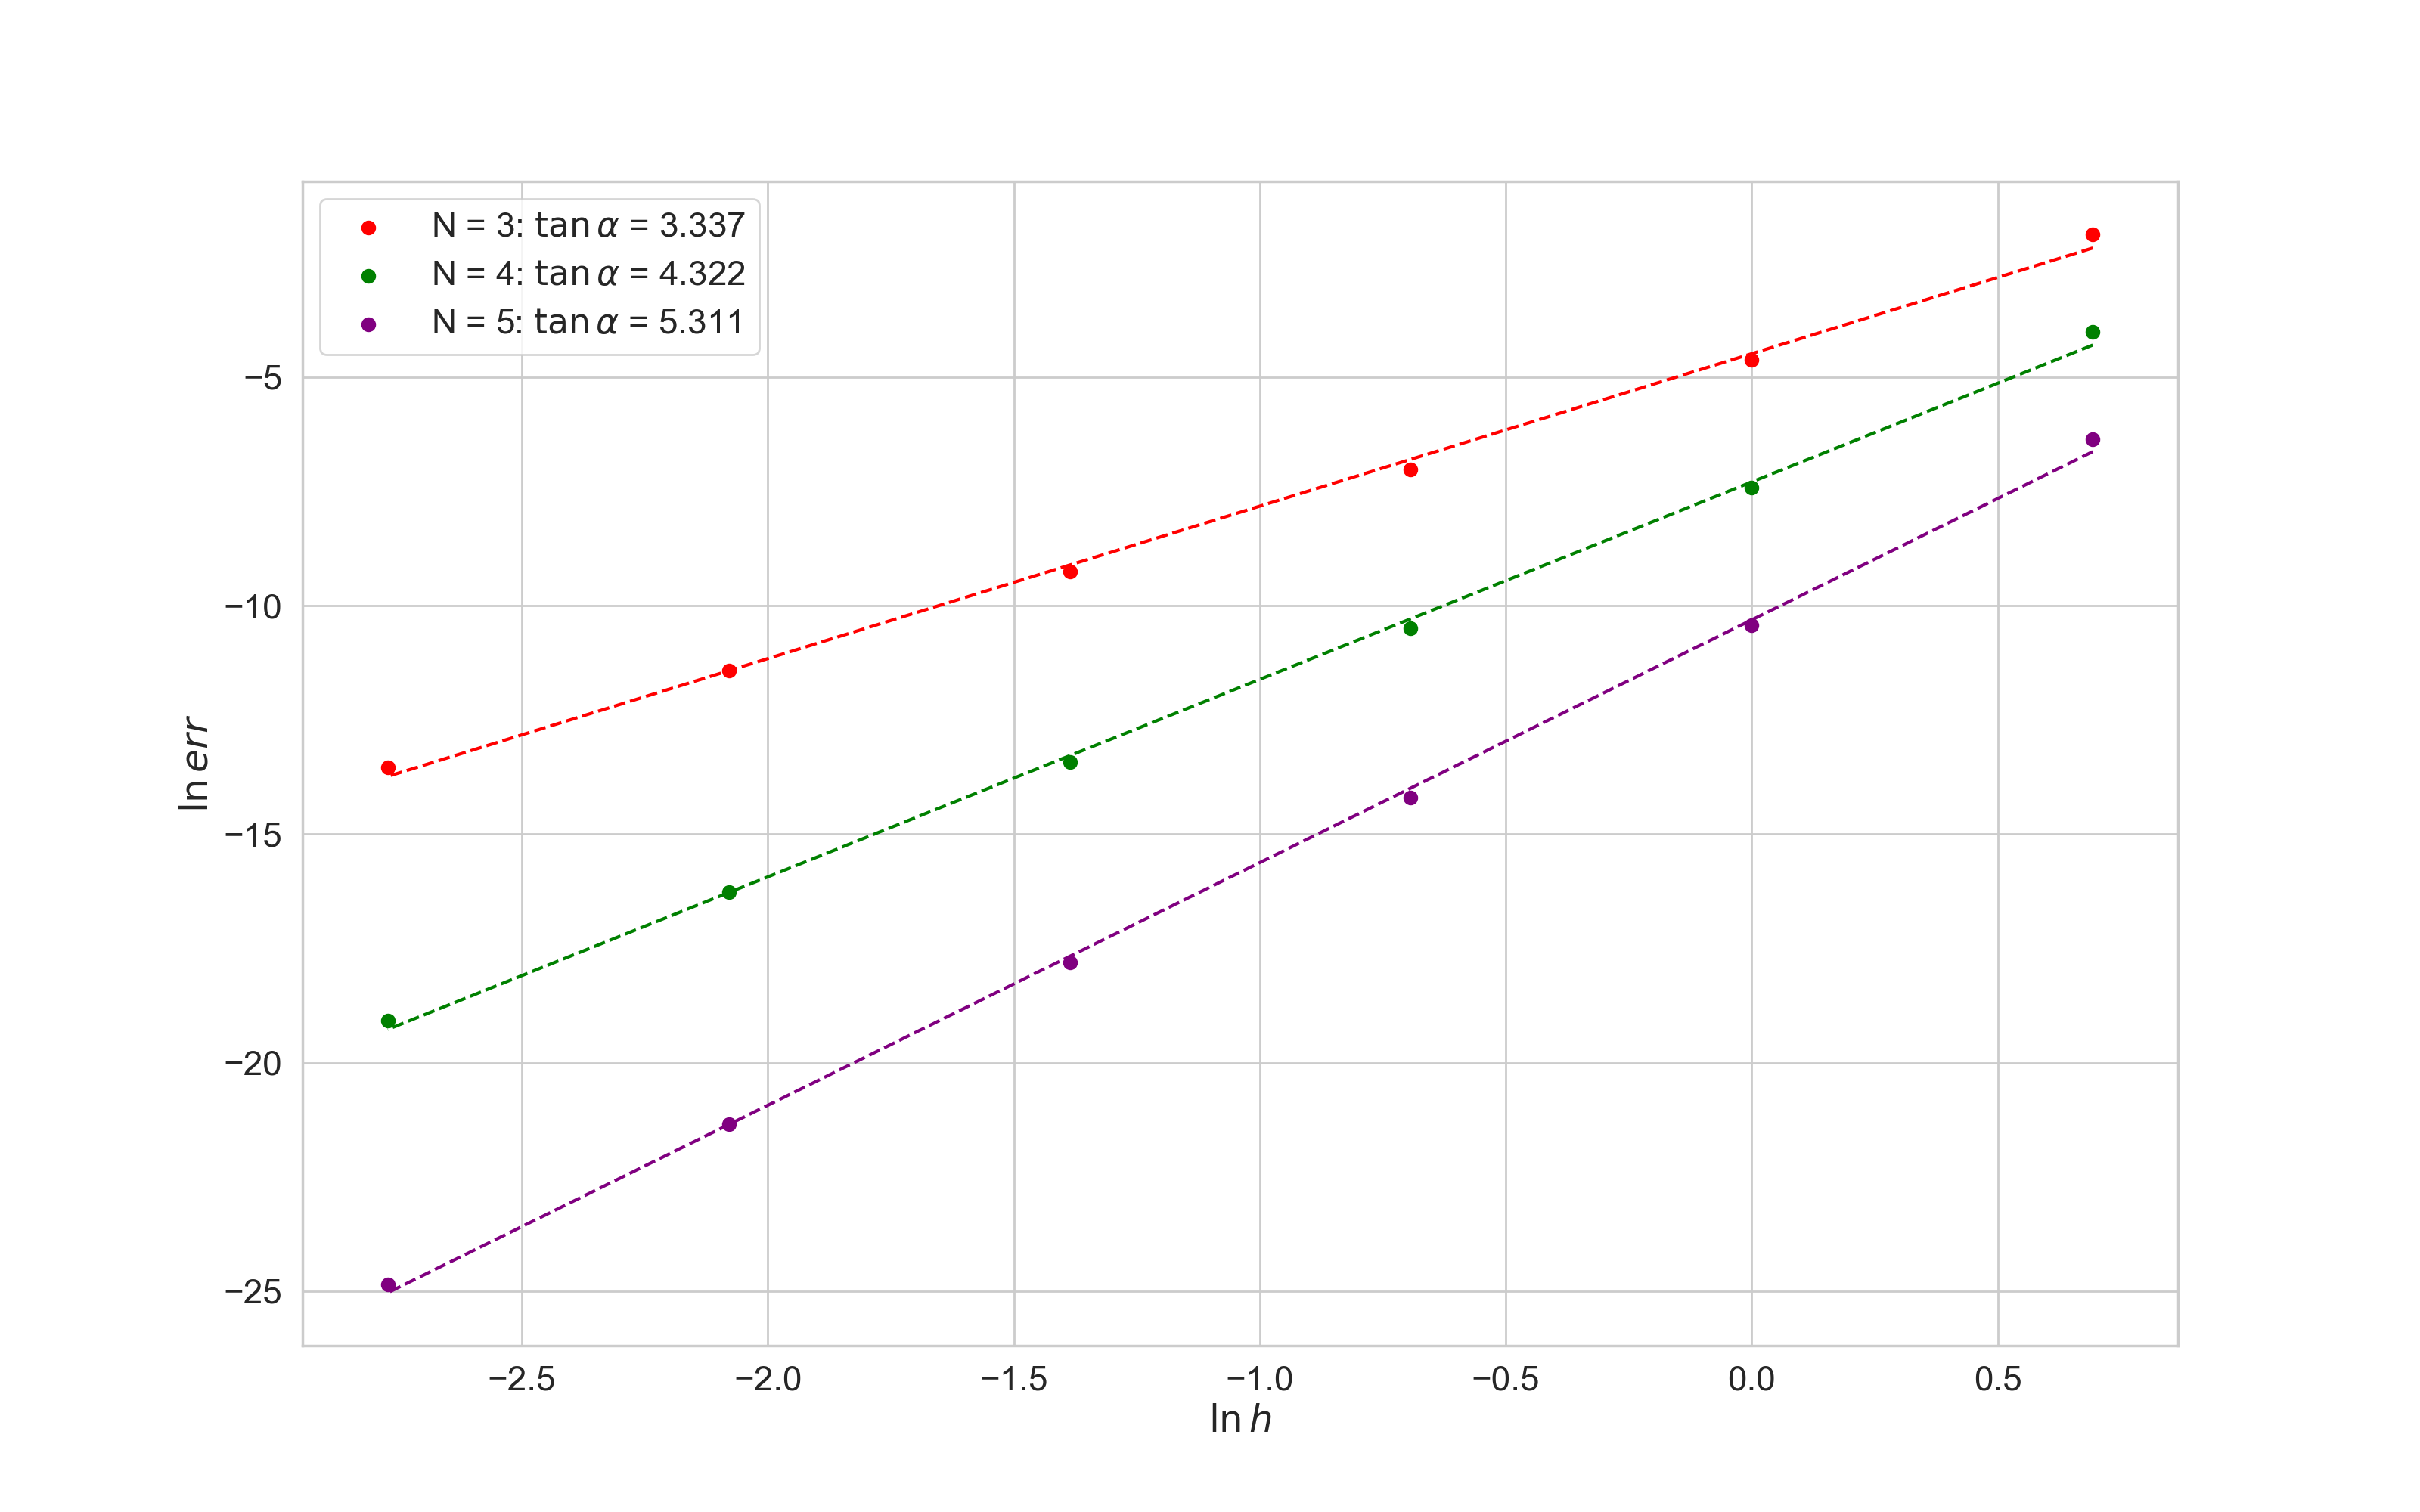 N = 3: tan α = 3.337
N = 4: tan α = 4.322
N = 5: tan α = 5.311
−5
−10
−15
−20
−25
ln err
−2.5 −2.0 −1.5 −1.0 −0.5 0.0 0.5
ln h